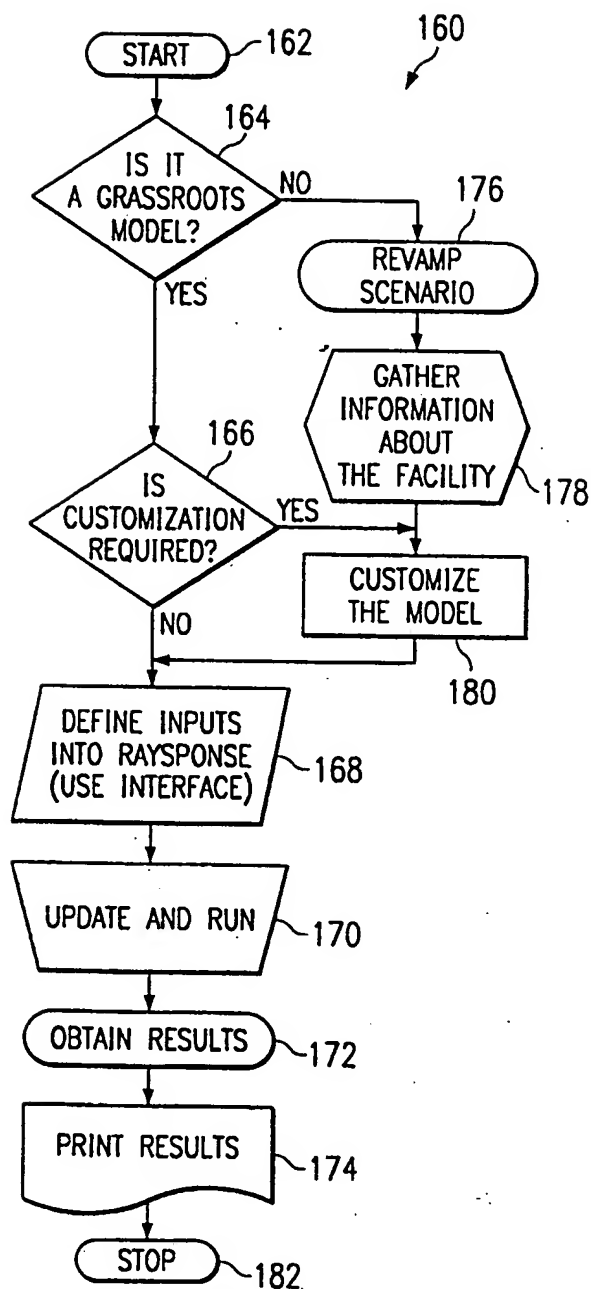 START
162
160
164
IS IT
A GRASSROOTS
MODEL?
NO
YES
176
REVAMP
SCENARIO
GATHER
INFORMATION
ABOUT
THE FACILITY
178
166
IS
CUSTOMIZATION
REQUIRED?
YES
NO
CUSTOMIZE
THE MODEL
180
DEFINE INPUTS
INTO RAYSPONSE
(USE INTERFACE)
168
UPDATE AND RUN
170
OBTAIN RESULTS
172
PRINT RESULTS
174
STOP
182